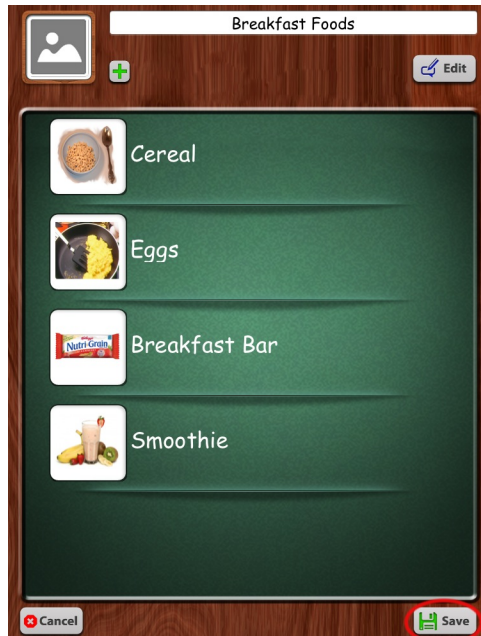 Breakfast Foods
Edit
Cereal
Eggs
Nutri-Grain
Breakfast Bar
Smoothie
Cancel
Save